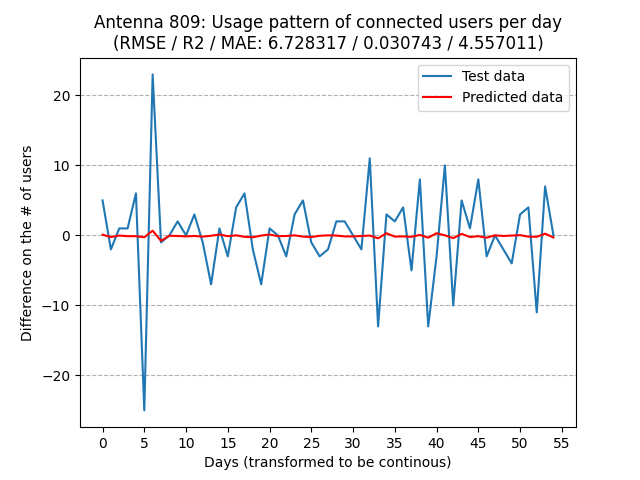 Antenna 809: Usage pattern of connected users per day
(RMSE / R2 / MAE: 6.728317 / 0.030743 / 4.557011)
Test data
Predicted data
Difference on the # of users
20
10
0
−10
−20
0 5 10 15 20 25 30 35 40 45 50 55
Days (transformed to be continous)